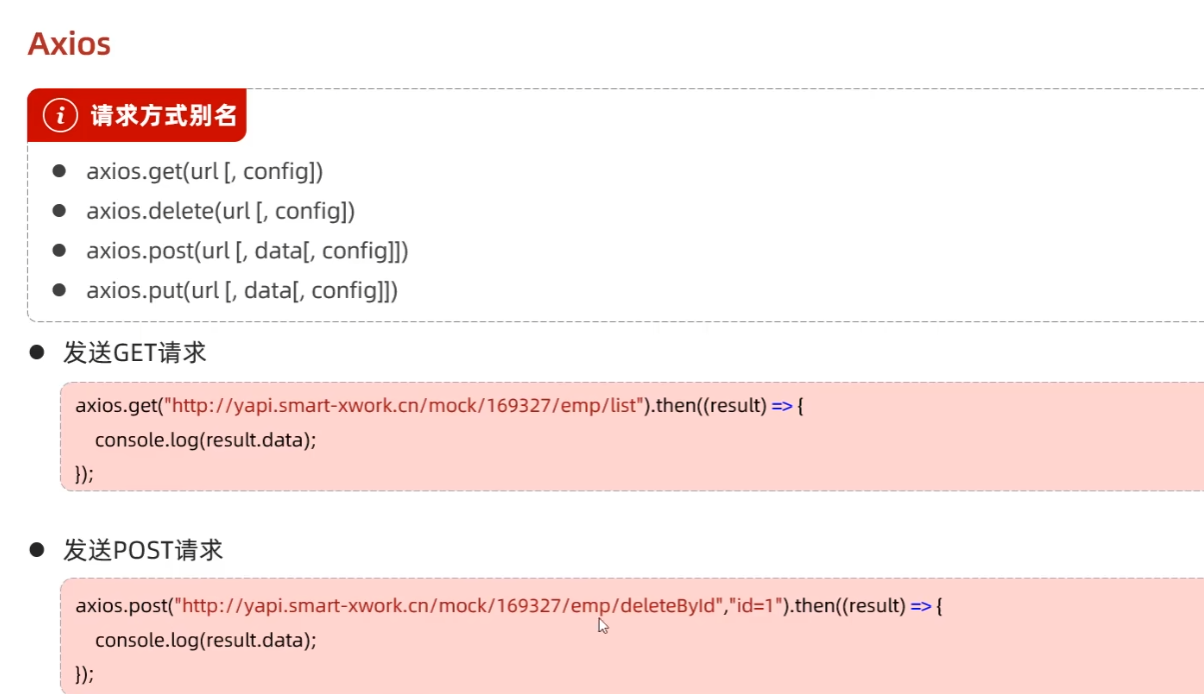 Axios
i 请求方式别名
● axios.get(url [, config])
● axios.delete(url [, config])
● axios.post(url [, data[, config]])
● axios.put(url [, data[, config]])
● 发送GET请求
axios.get("http://yapi.smart-xwork.cn/mock/169327/emp/list").then((result) => {
console.log(result.data);
});
● 发送POST请求
axios.post("http://yapi.smart-xwork.cn/mock/169327/emp/deleteById","id=1").then((result) => {
console.log(result.data);
});